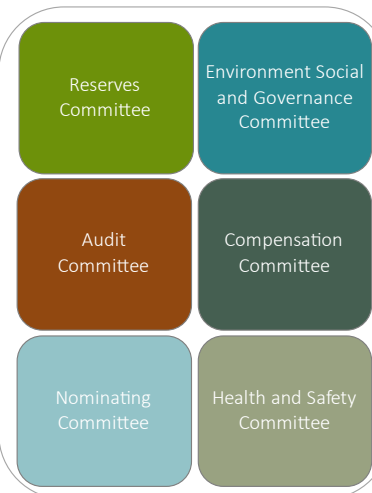 Reserves
Committee
Environment Social
and Governance
Committee
Audit
Committee
Compensation
Committee
Nominating
Committee
Health and Safety
Committee